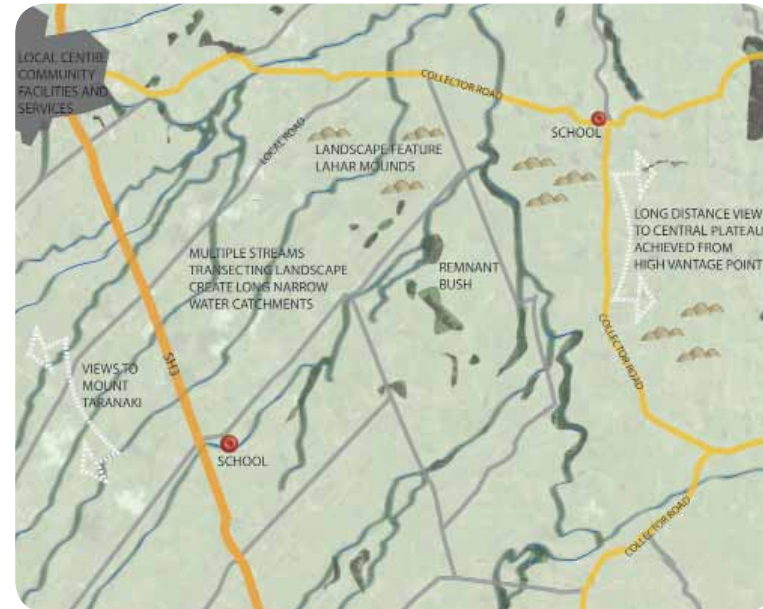 LOCAL CENTRE
COMMUNITY
FACILITIES AND
SERVICES
COLLECTOR ROAD
SCHOOL
LOCAL ROAD
LANDSCAPE FEATURE
LAHAR MOUNDS
LONG DISTANCE VIEW
TO CENTRAL PLATEAU
ACHIEVED FROM
HIGH VANTAGE POINT
MULTIPLE STREAMS
TRANSECTING LANDSCAPE
CREATE LONG NARROW
WATER CATCHMENTS
REMNANT
BUSH
COLLECTOR ROAD
VIEWS TO
MOUNT
TARANAKI
SH3
SCHOOL
COLLECTOR ROAD